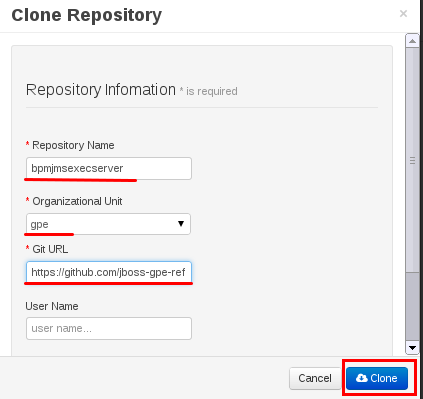 Clone Repository ×
Repository Infomation * is required
* Repository Name
bpmjmsexecserver
* Organizational Unit
gpe
* Git URL
https://github.com/jboss-gpe-ref
User Name
user name...
Cancel Clone